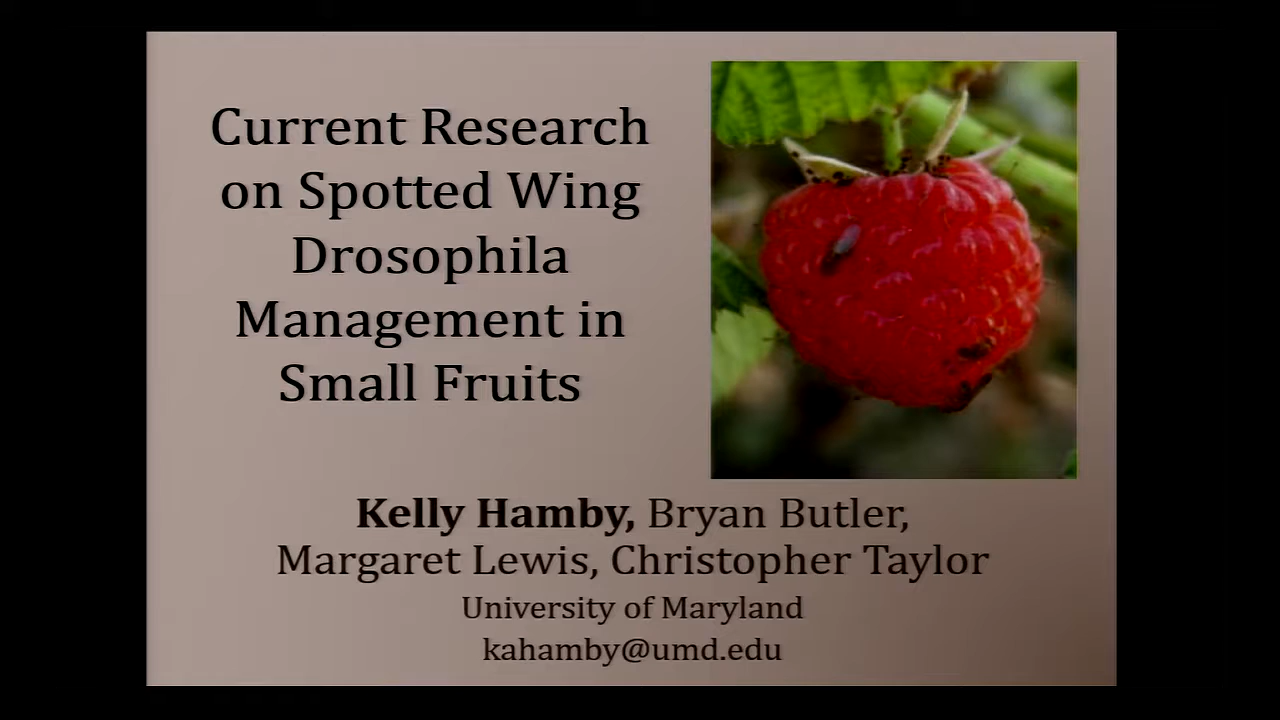 Current Research
on Spotted Wing
Drosophila
Management in
Small Fruits
Kelly Hamby, Bryan Butler,
Margaret Lewis, Christopher Taylor
University of Maryland
kahamby@umd.edu